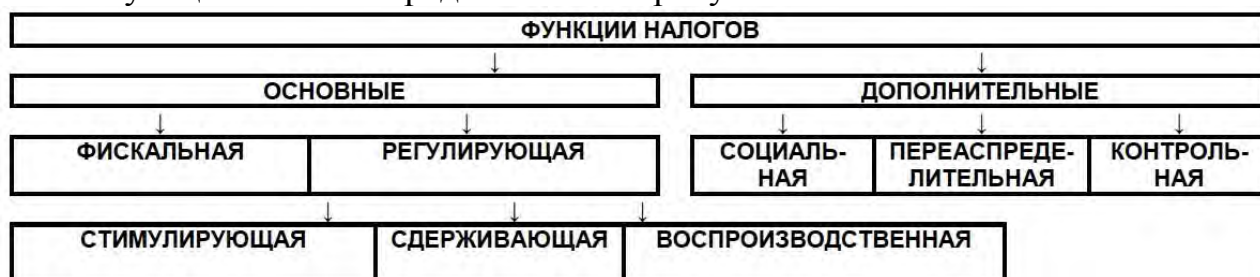 ФУНКЦИИ НАЛОГОВ
↓ ↓
ОСНОВНЫЕ ДОПОЛНИТЕЛЬНЫЕ
↓ ↓ ↓ ↓ ↓
ФИСКАЛЬНАЯ РЕГУЛИРУЮЩАЯ СОЦИАЛЬ- ПЕРЕАСПРЕДЕ- КОНТРОЛЬ-
НАЯ ЛИТЕЛЬНАЯ НАЯ
↓ ↓ ↓
СТИМУЛИРУЮЩАЯ СДЕРЖИВАЮЩАЯ ВОСПРОИЗВОДСТВЕННАЯ